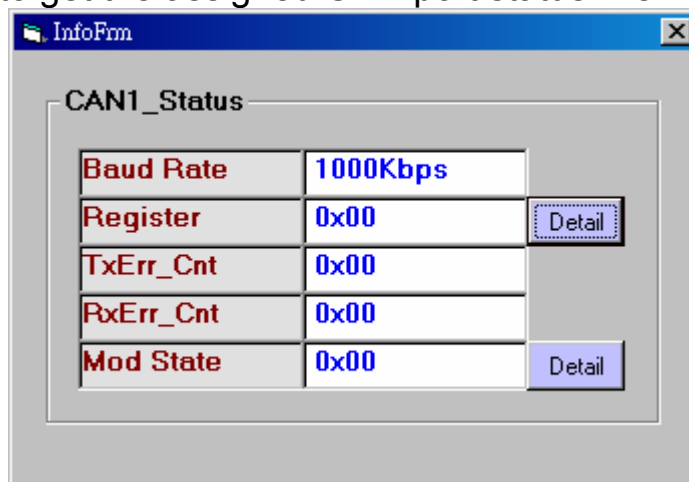 InfoFrm
CAN1_Status
Baud Rate 1000Kbps
Register 0x00 Detail
TxErr_Cnt 0x00
RxErr_Cnt 0x00
Mod State 0x00 Detail